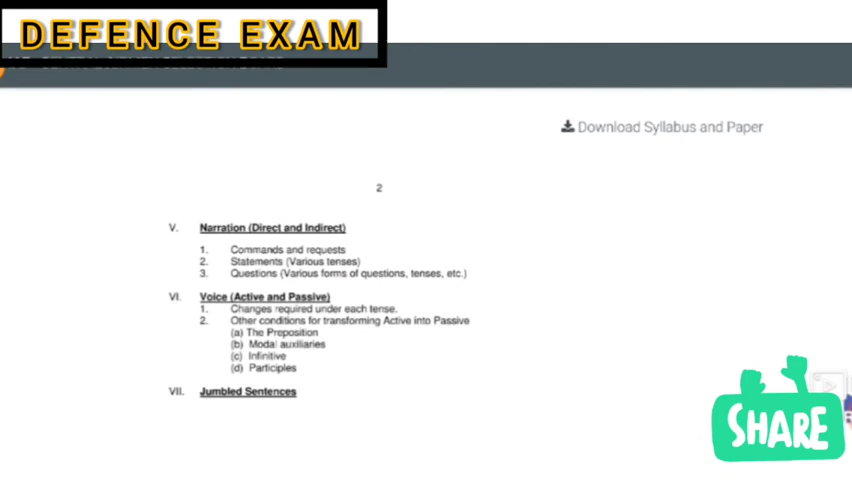 DEFENCE EXAM
Download Syllabus and Paper
2
V. Narration (Direct and Indirect)
1. Commands and requests
2. Statements (Various tenses)
3. Questions (Various forms of questions, tenses, etc.)
VI. Voice (Active and Passive)
1. Changes required under each tense.
2. Other conditions for transforming Active into Passive
(a) The Preposition
(b) Modal auxiliaries
(c) Infinitive
(d) Participles
VII. Jumbled Sentences
SHARE